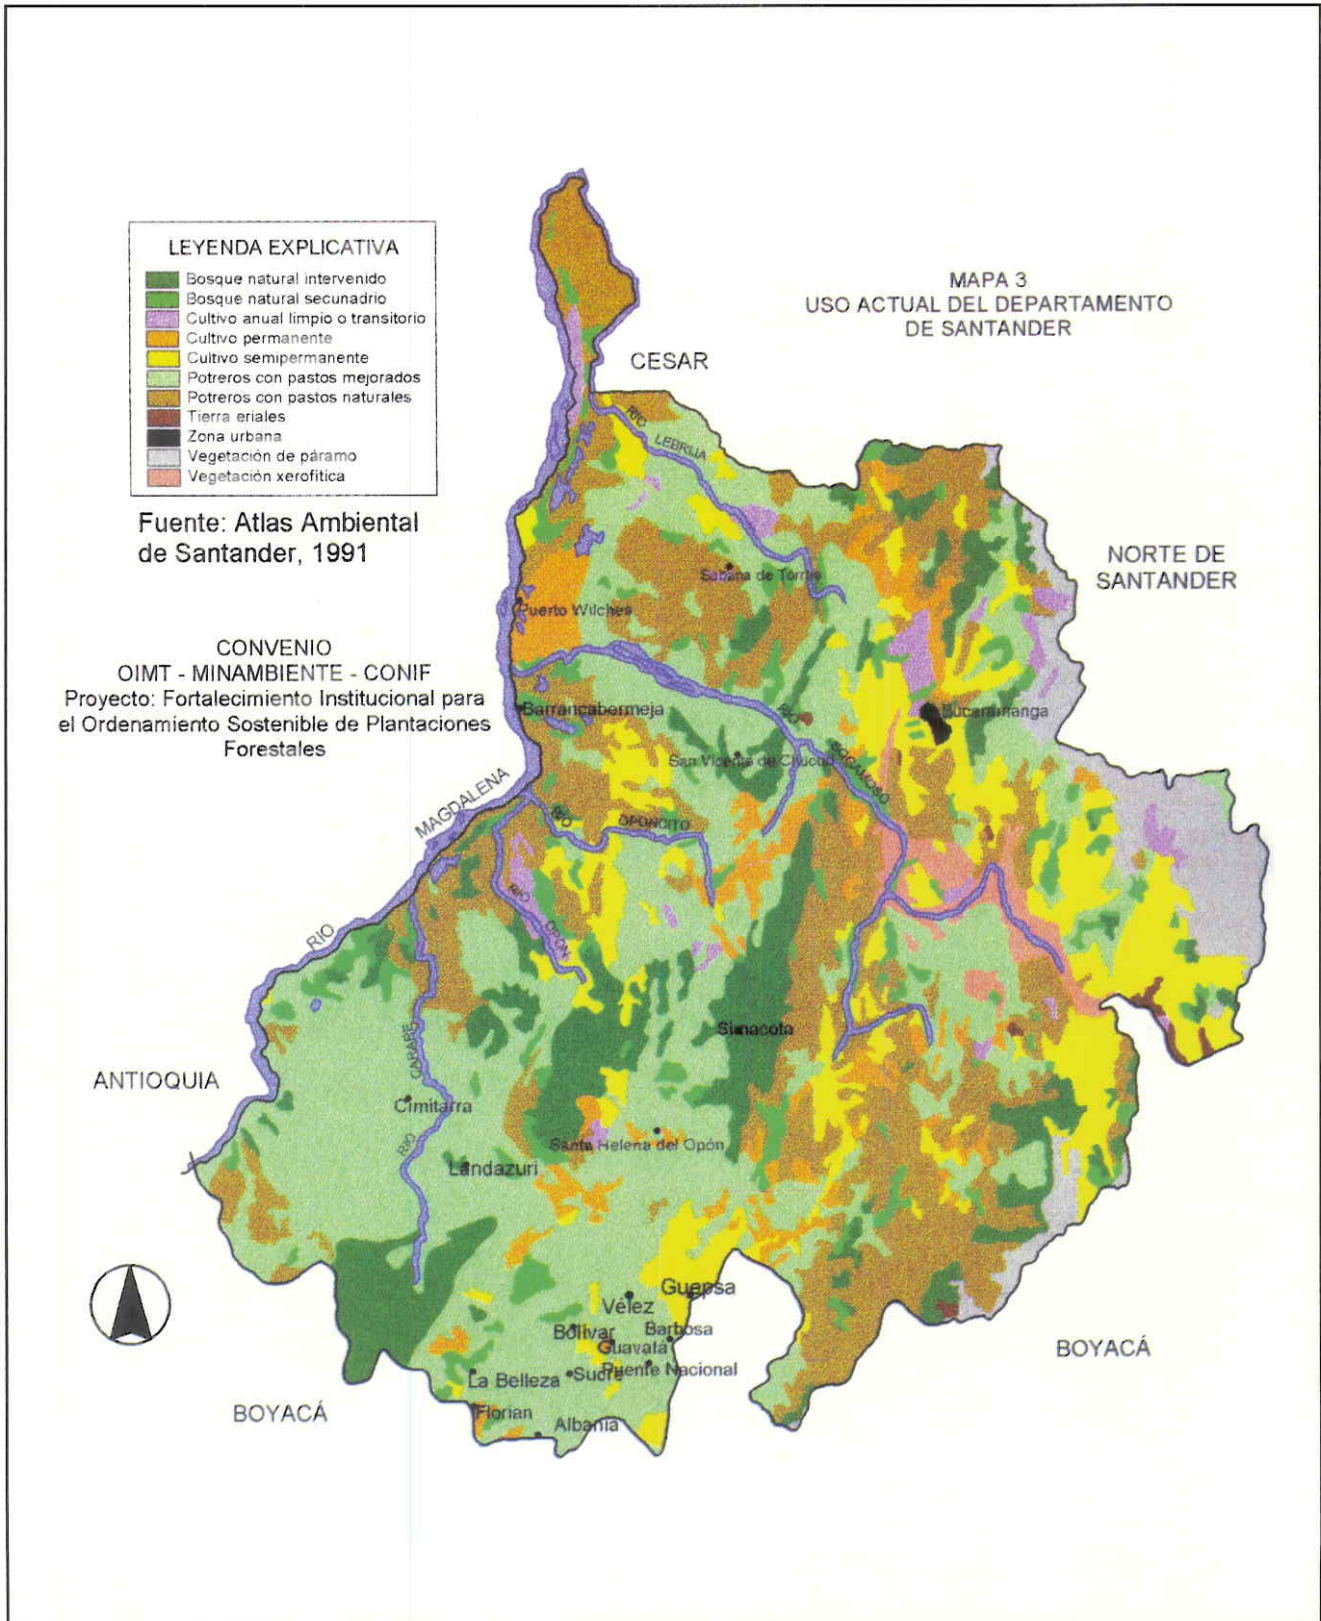 LEYENDA EXPLICATIVA
Bosque natural intervenido
Bosque natural secunadrio
Cultivo anual limpio o transitorio
Cultivo permanente
Cultivo semipermanente
Potreros con pastos mejorados
Potreros con pastos naturales
Tierra eriales
Zona urbana
Vegetación de páramo
Vegetación xerofitica
Fuente: Atlas Ambiental
de Santander, 1991
MAPA 3
USO ACTUAL DEL DEPARTAMENTO
DE SANTANDER
CESAR
RIO
LEBRIJA
NORTE DE
SANTANDER
Sabana de Torres
Puerto Wilches
CONVENIO
OIMT - MINAMBIENTE - CONIF
Proyecto: Fortalecimiento Institucional para
el Ordenamiento Sostenible de Plantaciones
Forestales
Barrancabermeja
RIO
SOGAMOSO
Bucaramanga
San Vicente de Chucurí
RIO
MAGDALENA
RIO
OPONCITO
RIO
OPON
Simacota
ANTIOQUIA
RIO
CARARE
Cimitarra
Santa Helena del Opón
Landazuri
Guepsa
Vélez
Bolívar
Barbosa
Guavata
Puente Nacional
La Belleza
Sucre
Florian
Albania
BOYACÁ
BOYACÁ